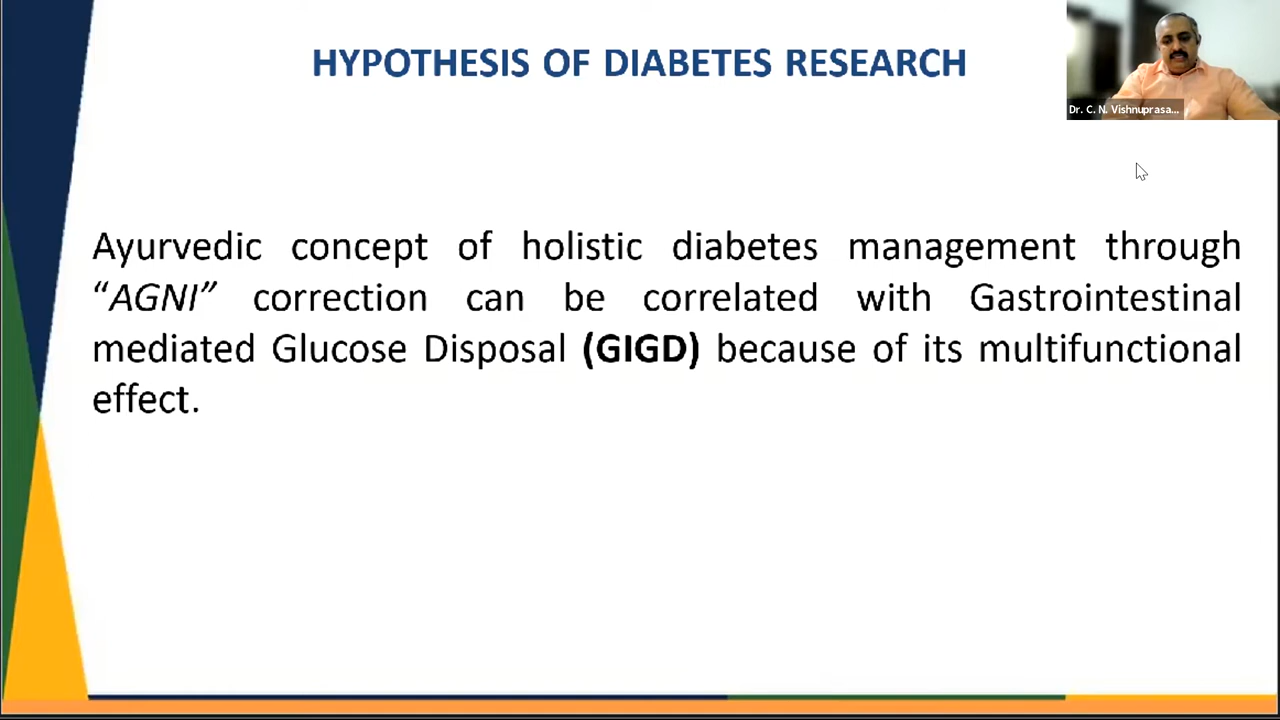 HYPOTHESIS OF DIABETES RESEARCH
Dr. C. N. Vishnuprasa...
Ayurvedic concept of holistic diabetes management through
“AGNI” correction can be correlated with Gastrointestinal
mediated Glucose Disposal (GIGD) because of its multifunctional
effect.